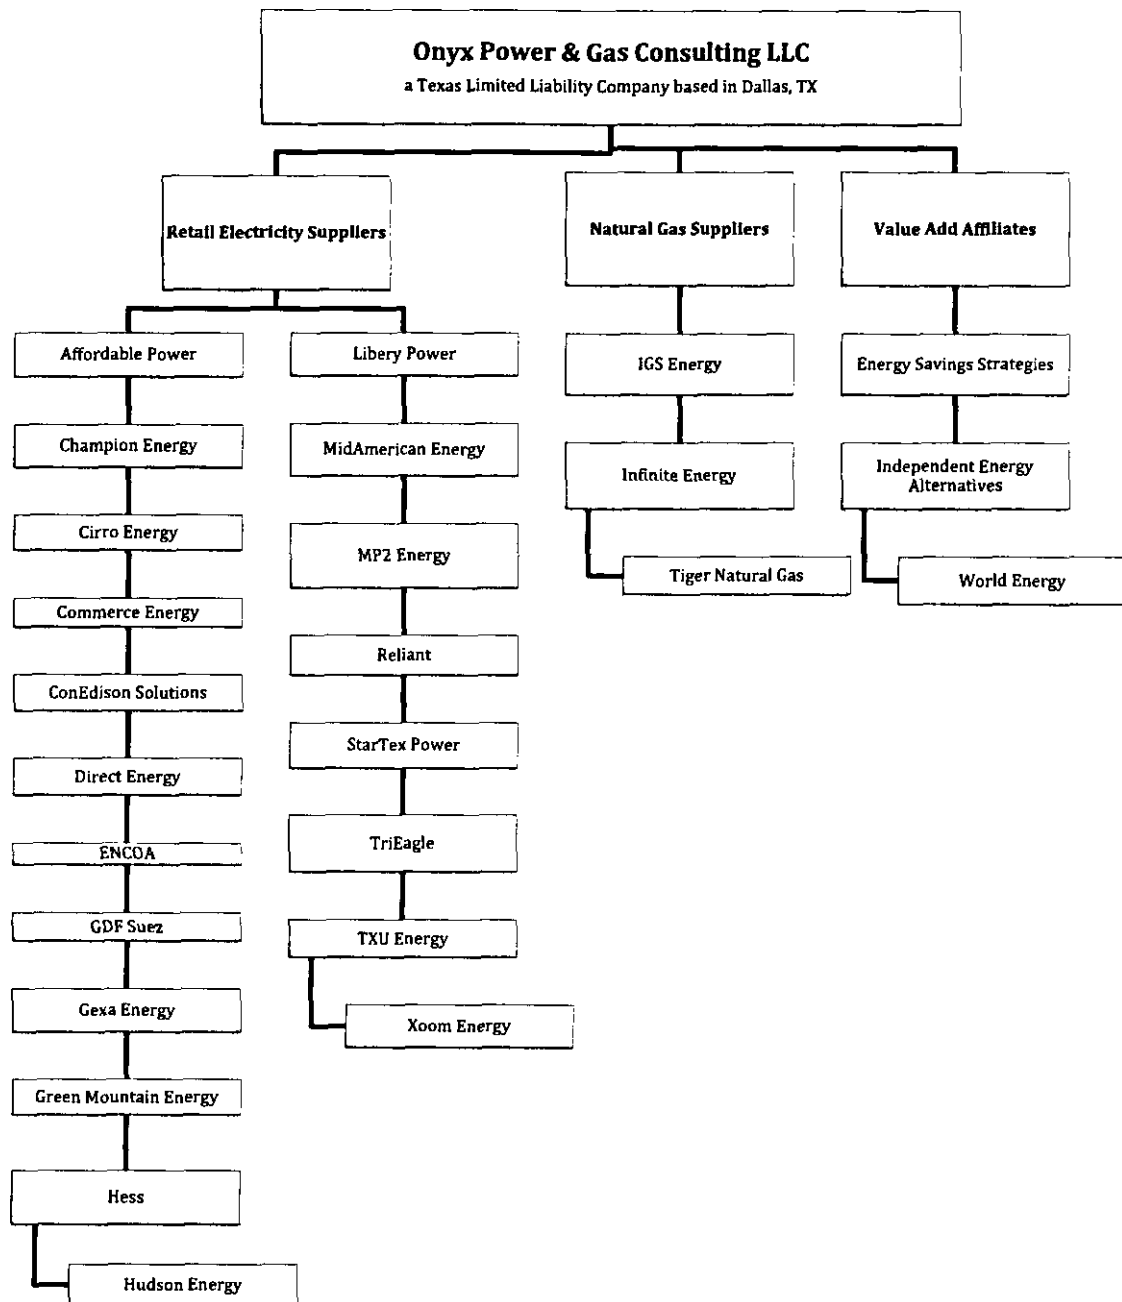 Onyx Power & Gas Consulting LLC
a Texas Limited Liability Company based in Dallas, TX
Retail Electricity Suppliers
Natural Gas Suppliers
Value Add Affiliates
Affordable Power
Champion Energy
Cirro Energy
Commerce Energy
ConEdison Solutions
Direct Energy
ENCOA
GDF Suez
Gexa Energy
Green Mountain Energy
Hess
Hudson Energy
Libery Power
MidAmerican Energy
MP2 Energy
Reliant
StarTex Power
TriEagle
TXU Energy
Xoom Energy
IGS Energy
Infinite Energy
Tiger Natural Gas
Energy Savings Strategies
Independent Energy
Alternatives
World Energy